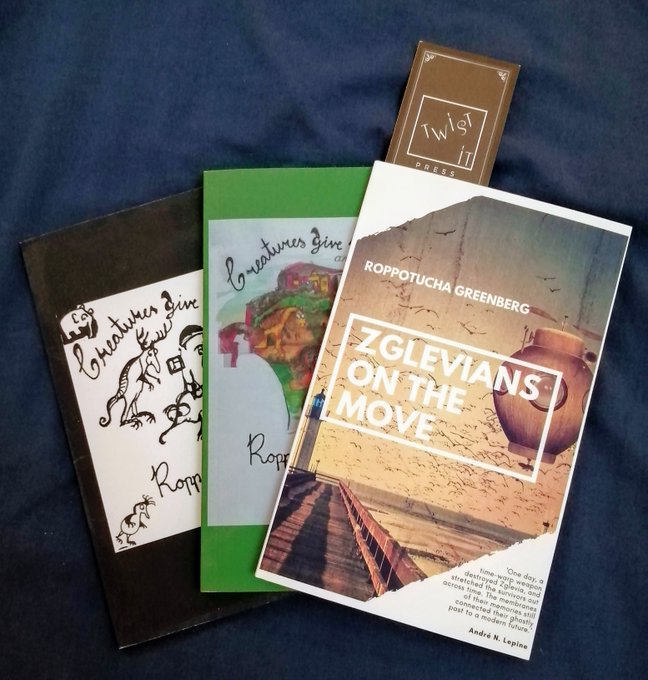 TWiST
iT
PRESS
Creatures Give
Ropp
Creatures Give
an
Ropp
ROPPOTUCHA GREENBERG
ZGLEVIANS
ON THE
MOVE
'One day, a
time-warp weapon
destroyed Zglevia, and
stretched the survivors out
across time. The membranes
of their memories still
connected their ghostly
past to a modern future.'
André N. Lepine